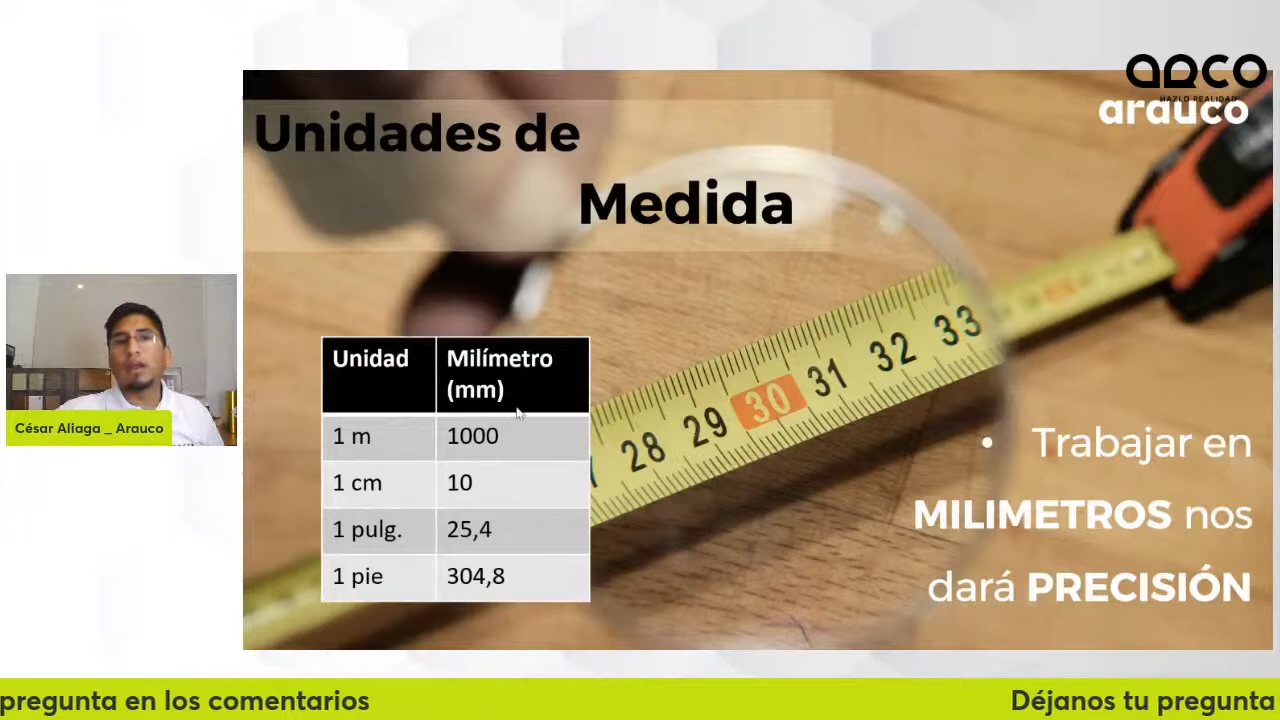 arco
HAZLO REALIDAD
arauco
Unidades de
Medida
Unidad Milímetro (mm)
1 m 1000
1 cm 10
1 pulg. 25,4
1 pie 304,8
28 29 30 31 32 33
• Trabajar en
MILIMETROS nos
dará PRECISIÓN
César Aliaga _ Arauco
pregunta en los comentarios
Déjanos tu pregunta